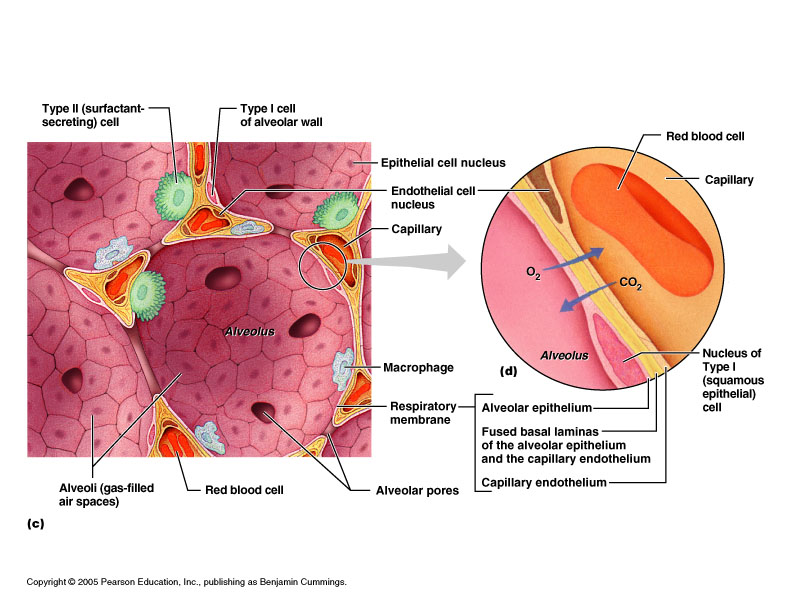 Type II (surfactant-
secreting) cell
Type I cell
of alveolar wall
Epithelial cell nucleus
Endothelial cell
nucleus
Capillary
Alveolus
Macrophage
Respiratory
membrane
Alveoli (gas-filled
air spaces)
Red blood cell
Alveolar pores
(c)
Red blood cell
Capillary
O2
CO2
Alveolus
(d)
Nucleus of
Type I
(squamous
epithelial)
cell
Alveolar epithelium
Fused basal laminas
of the alveolar epithelium
and the capillary endothelium
Capillary endothelium
Copyright © 2005 Pearson Education, Inc., publishing as Benjamin Cummings.